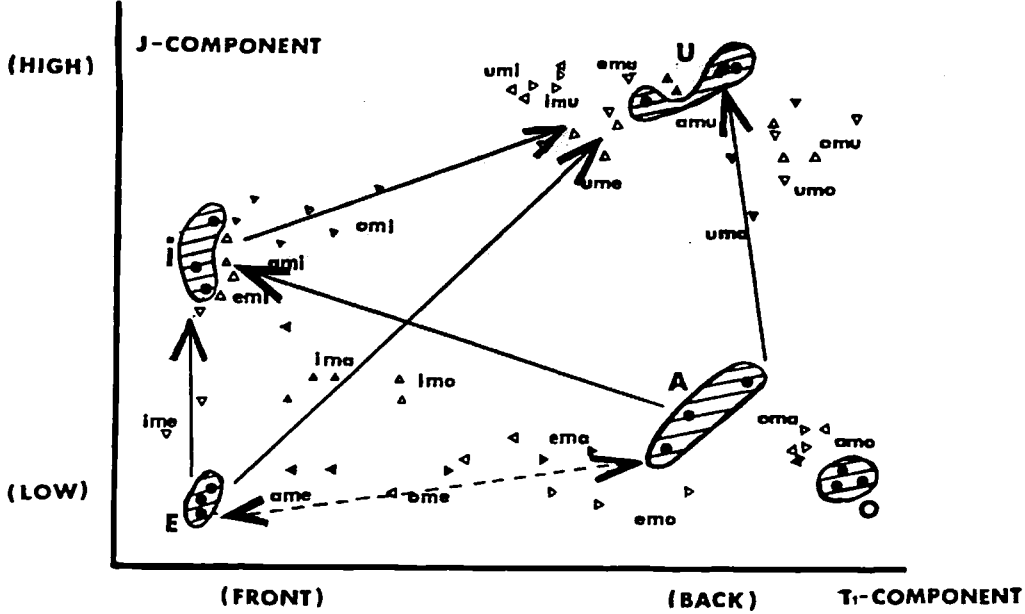 J-COMPONENT
(HIGH)
U
umi
emu
imu
amu
omu
ume
umo
omi
uma
i
ami
emi
ima
imo
A
ime
oma
ema
amo
(LOW)
ame
ome
E
emo
O
(FRONT)
(BACK)
T₁-COMPONENT